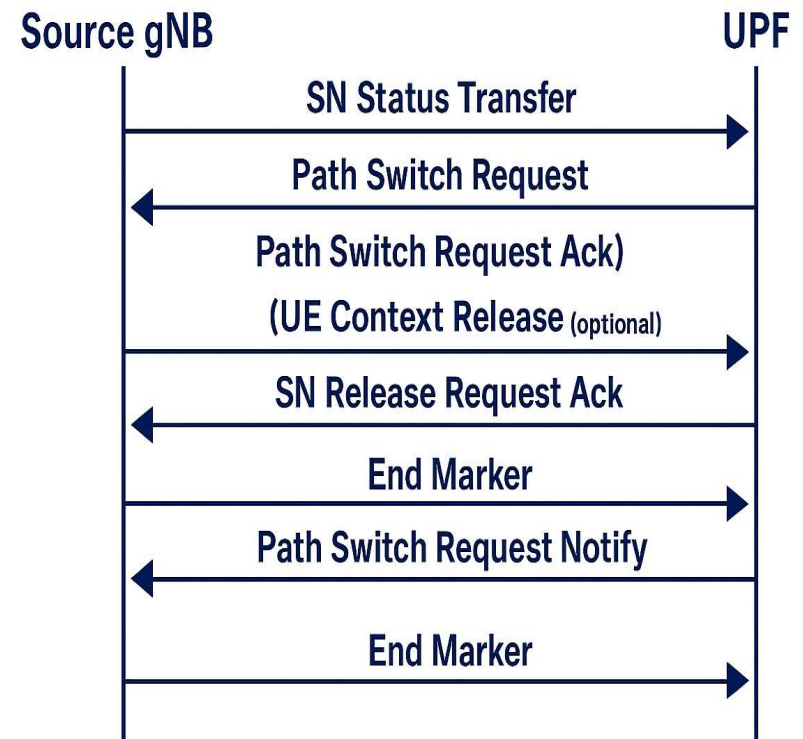 Source gNB UPF
SN Status Transfer
Path Switch Request
Path Switch Request Ack)
(UE Context Release (optional)
SN Release Request Ack
End Marker
Path Switch Request Notify
End Marker